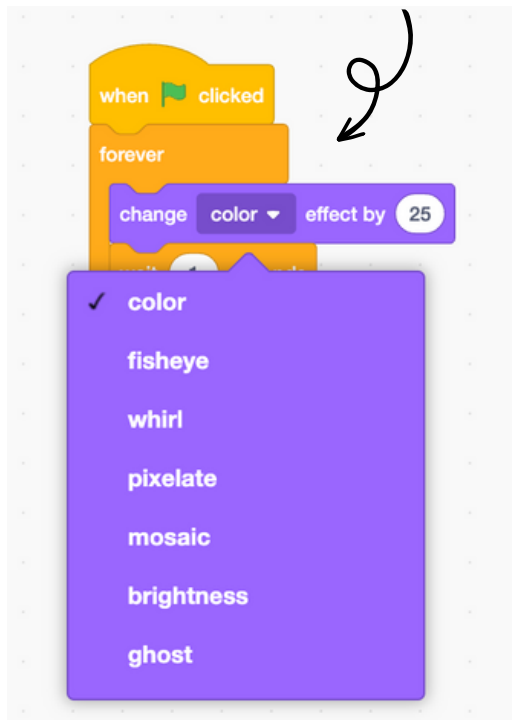 when clicked
forever
change color effect by 25
color
fisheye
whirl
pixelate
mosaic
brightness
ghost